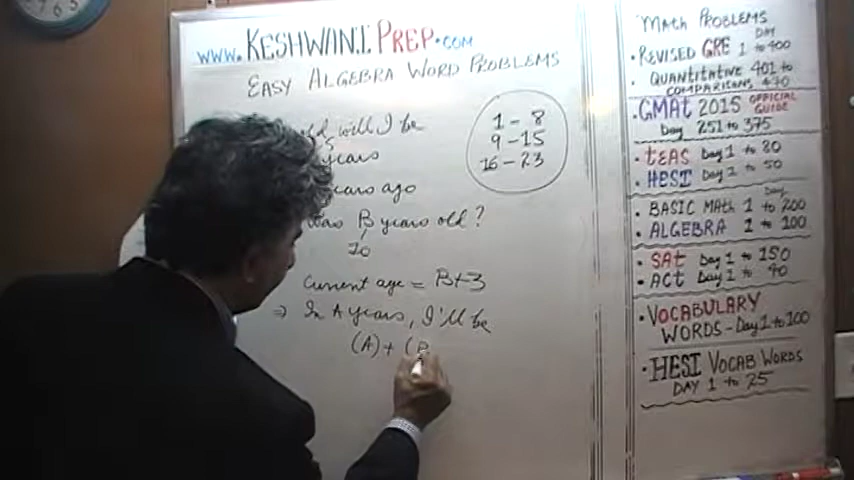 www.KESHWANI PREP.COM
EASY ALGEBRA WORD PROBLEMS
will I be
5
years
years ago
was B years old?
10
Current age = B+3
⇒ In A years, I'll be
(A)+(B
1 - 8
9 - 15
16 - 23
MATH PROBLEMS
DAY
• REVISED GRE 1 to 400
• QUANTITATIVE 401 to
COMPARISONS
• GMAT 2015 OFFICIAL GUIDE
Day 251 to 375
• TEAS Day 1 to 80
• HESI Day 1 to 50
Day
• BASIC MATH 1 to 200
• ALGEBRA 1 to 100
• SAT Day 1 to 150
• ACT Day 1 to 90
• VOCABULARY
WORDS - Day 1 to 100
• HESI VOCAB WORDS
DAY 1 to 25